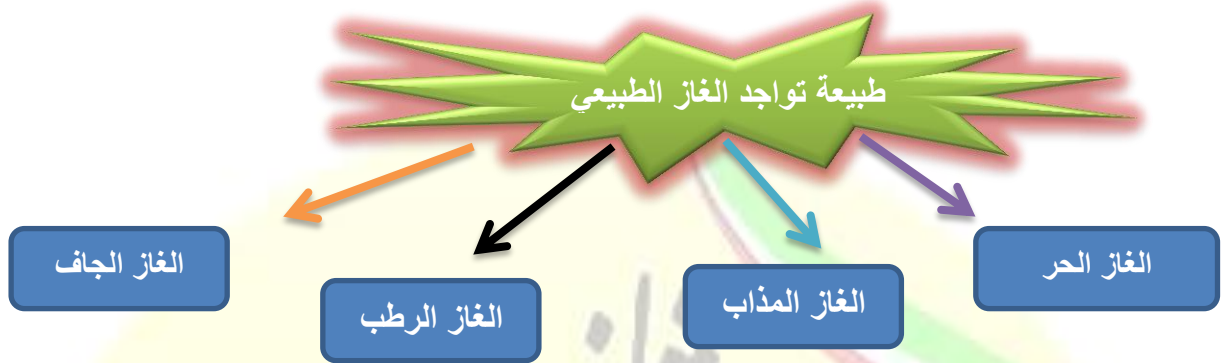 طبيعة تواجد الغاز الطبيعي
الغاز الحر
الغاز المذاب
الغاز الرطب
الغاز الجاف